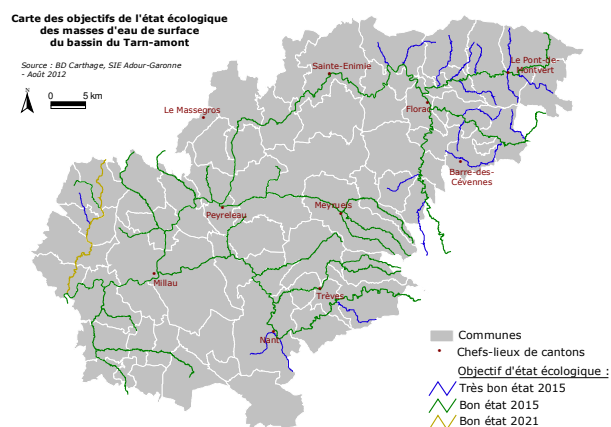 Carte des objectifs de l'état écologique
des masses d'eau de surface
du bassin du Tarn-amont
Source : BD Carthage, SIE Adour-Garonne
- Août 2012
N
0 5 km
Sainte-Enimie
Le Pont-de-
Montvert
Florac
Le Massegros
Barre-des-
Cévennes
Meyrueis
Peyreleau
Millau
Trèves
Nant
Communes
Chefs-lieux de cantons
Objectif d'état écologique :
Très bon état 2015
Bon état 2015
Bon état 2021